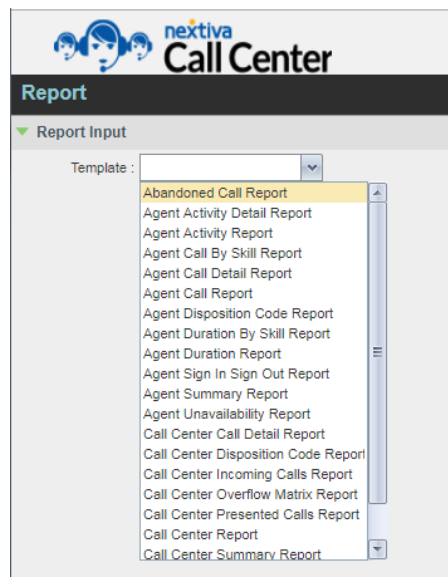 nextiva
Call Center
Report
Report Input
Template :
Abandoned Call Report
Agent Activity Detail Report
Agent Activity Report
Agent Call By Skill Report
Agent Call Detail Report
Agent Call Report
Agent Disposition Code Report
Agent Duration By Skill Report
Agent Duration Report
Agent Sign In Sign Out Report
Agent Summary Report
Agent Unavailability Report
Call Center Call Detail Report
Call Center Disposition Code Report
Call Center Incoming Calls Report
Call Center Overflow Matrix Report
Call Center Presented Calls Report
Call Center Report
Call Center Summary Report